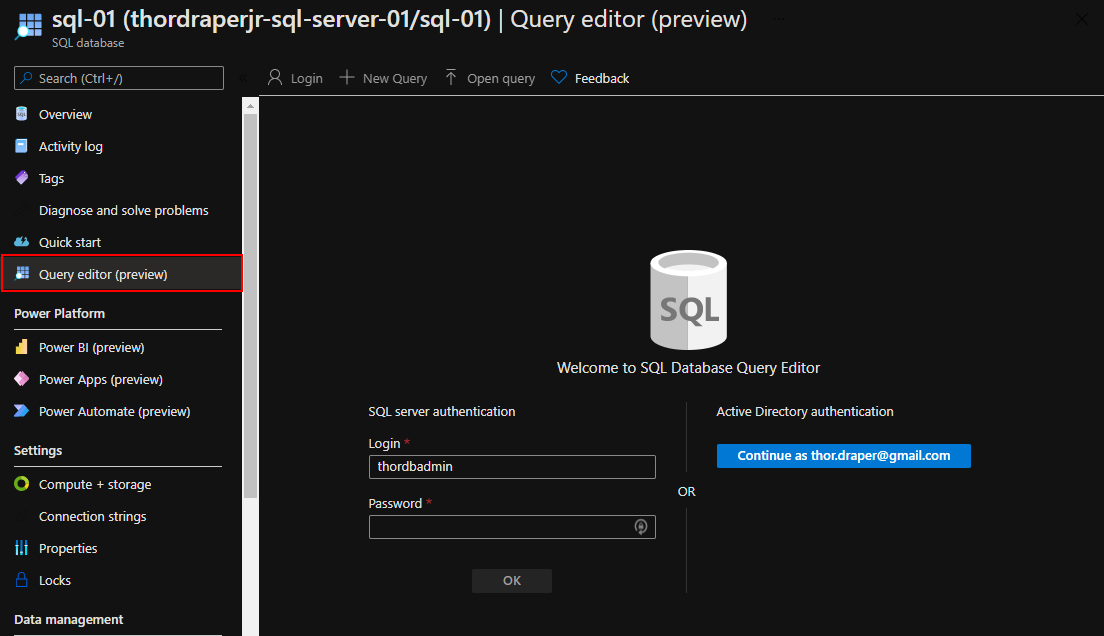 sql-01 (thordraperjr-sql-server-01/sql-01) | Query editor (preview) ...
SQL database
Search (Ctrl+/)
Login
New Query
Open query
Feedback
Overview
Activity log
Tags
Diagnose and solve problems
Quick start
Query editor (preview)
Power Platform
Power BI (preview)
Power Apps (preview)
Power Automate (preview)
Settings
Compute + storage
Connection strings
Properties
Locks
Data management
SQL
Welcome to SQL Database Query Editor
SQL server authentication
Login *
thordbadmin
Password *
OK
OR
Active Directory authentication
Continue as thor.draper@gmail.com